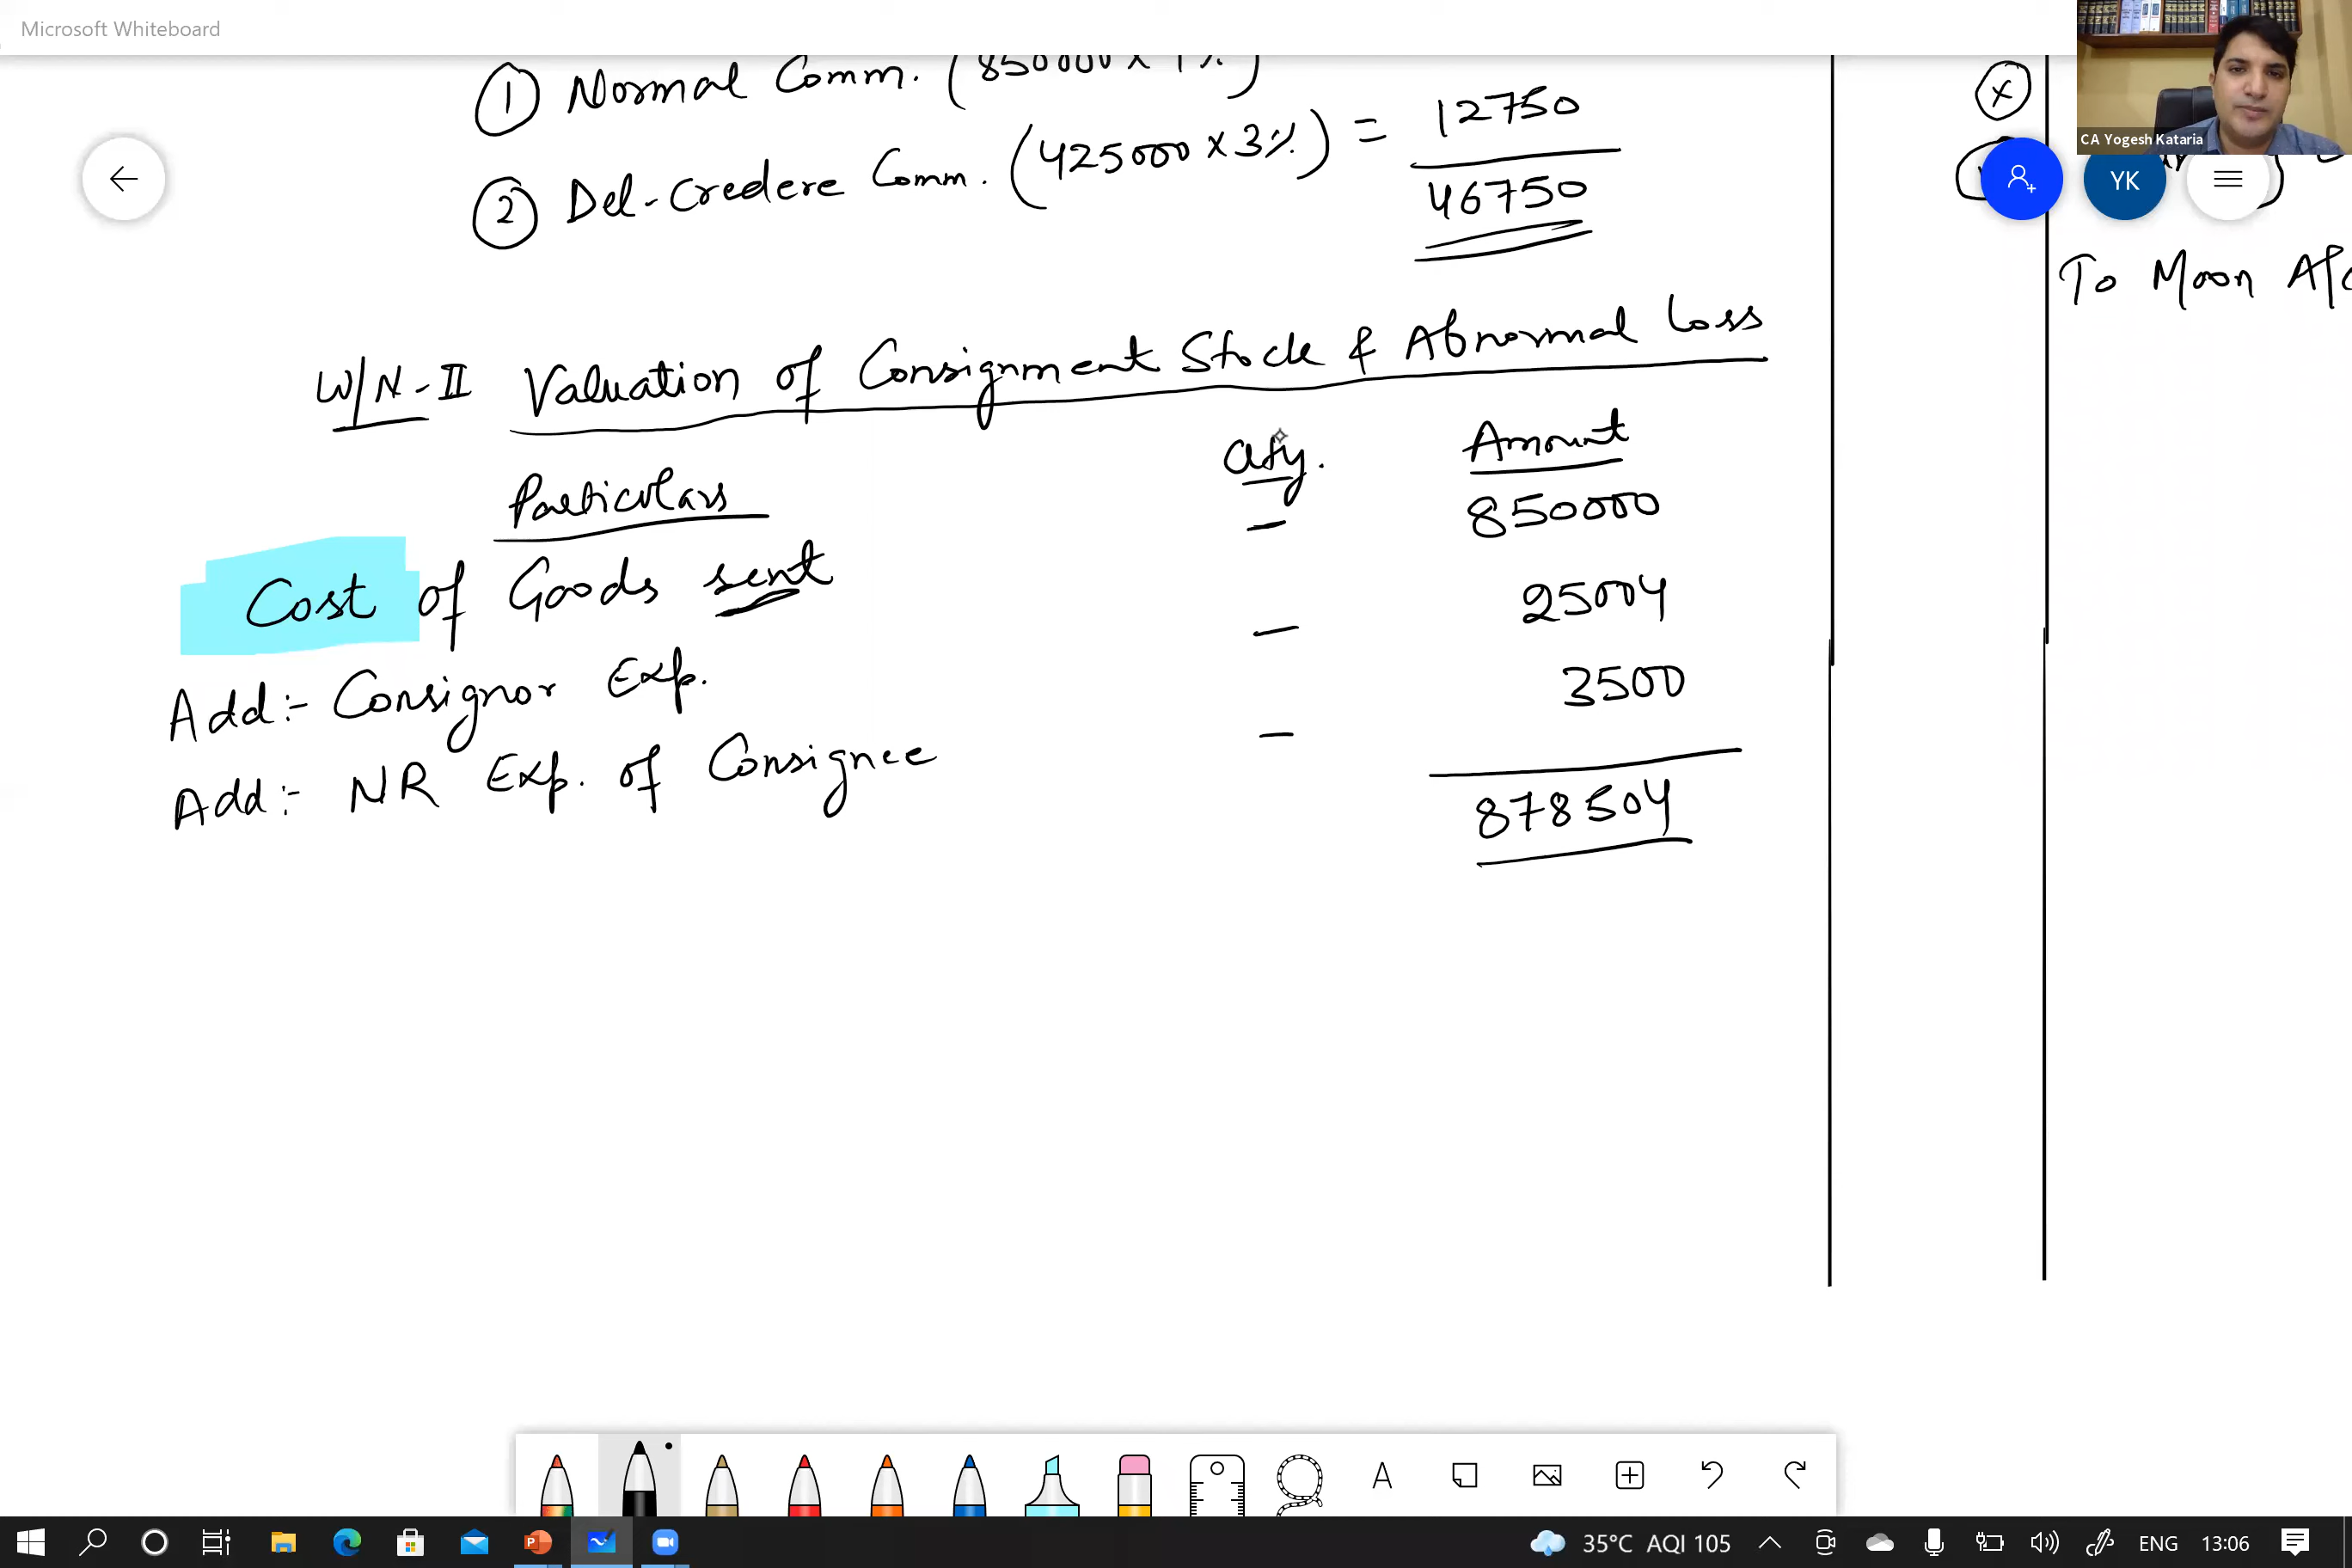 Microsoft Whiteboard
① Normal Comm. (850000 x
12750
② Del-Credere Comm. (425000 x 3%) =
46750
X
CA Yogesh Kataria
YK
To Moon A/c
W/N-II Valuation of Consignment Stock & Abnormal Loss
Particulars Qty. Amount
Cost of Goods sent - 850000
Add:- Consignor Exp. - 25004
Add:- NR Exp. of Consignee - 3500
878504
A
35°C AQI 105 ENG 13:06